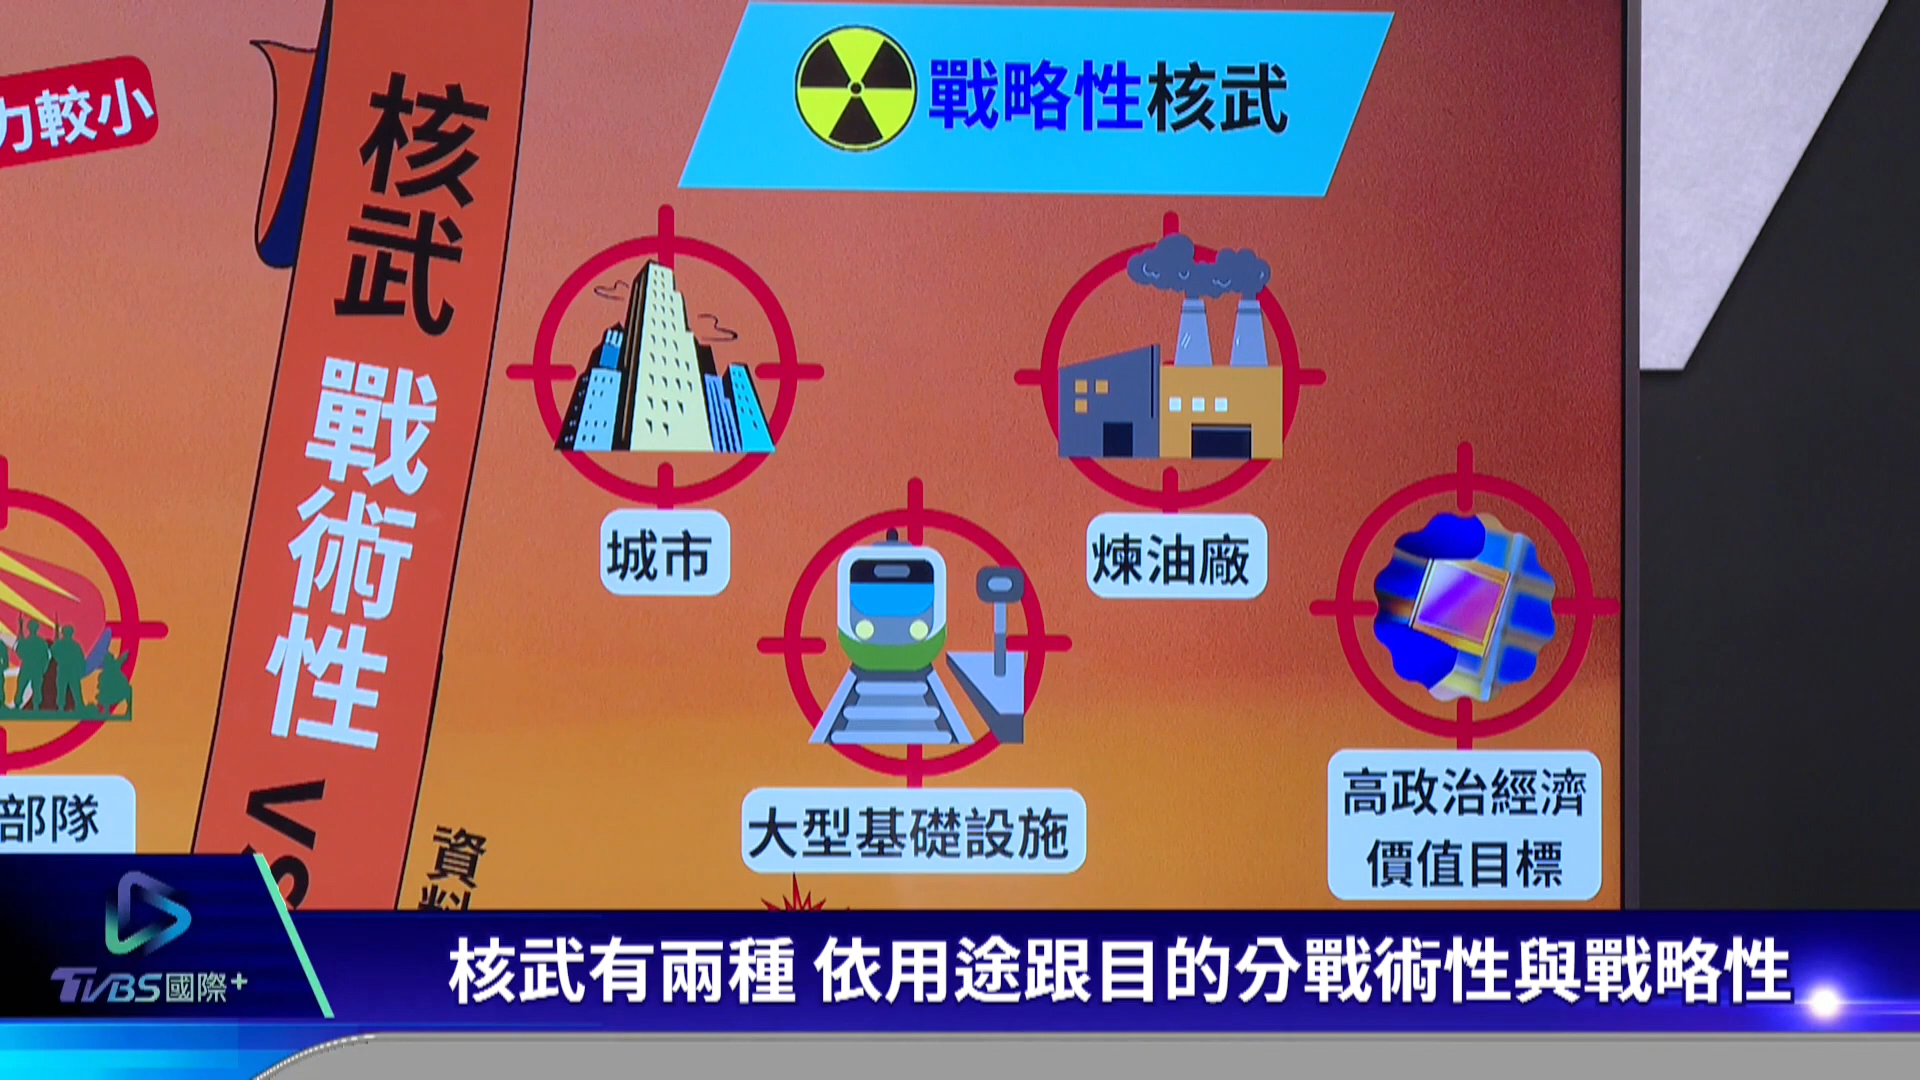 力較小
戰略性核武
核武 戰術性 VS
城市
煉油廠
大型基礎設施
高政治經濟
價值目標
部隊
資料
TVBS國際+
核武有兩種 依用途跟目的分戰術性與戰略性